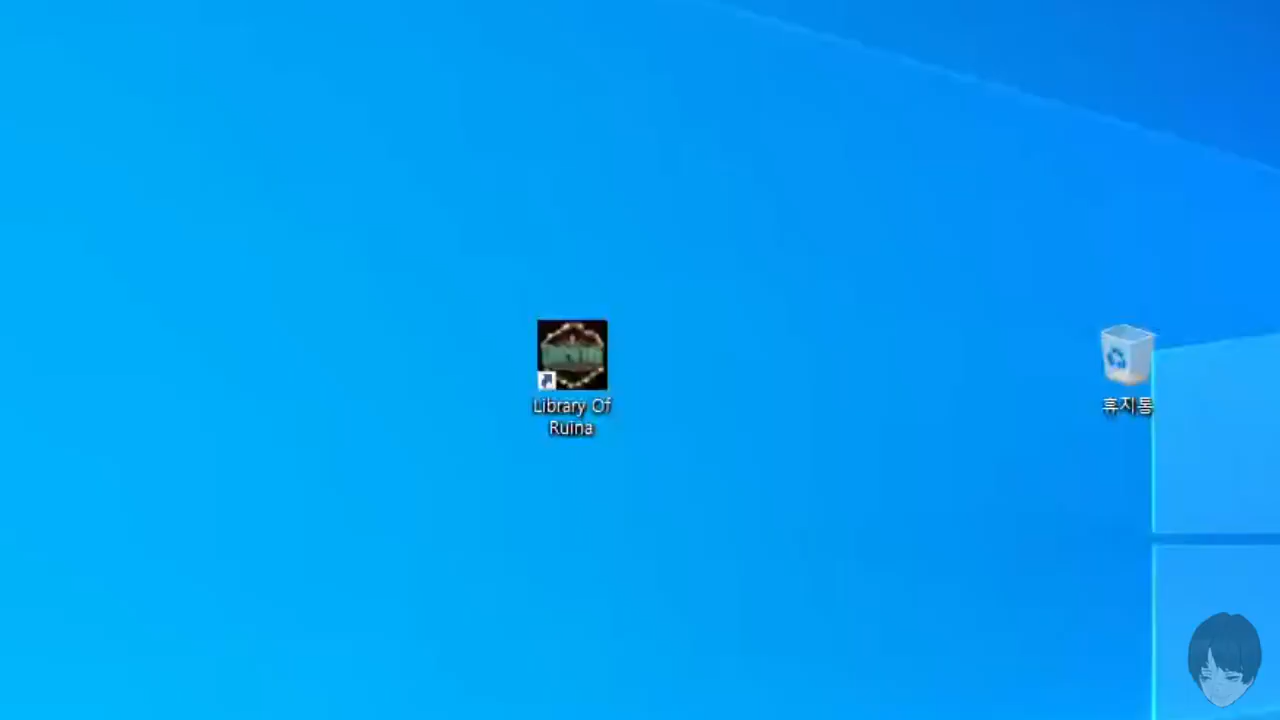 Library Of
Ruina
휴지통